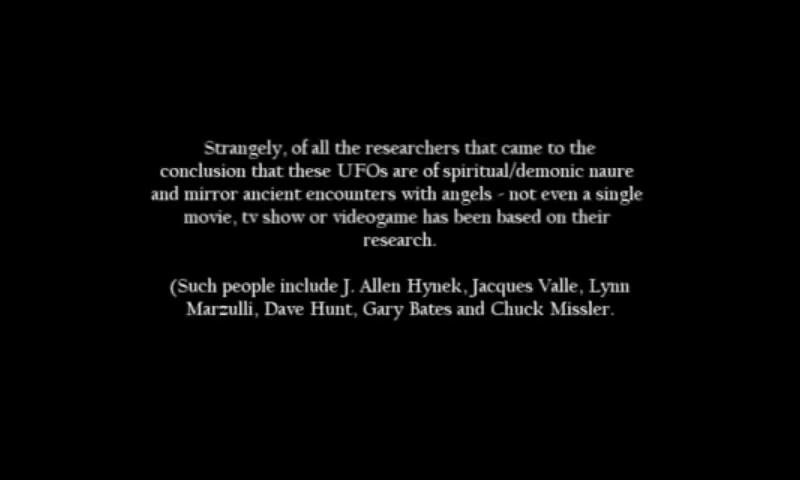 Strangely, of all the researchers that came to the
conclusion that these UFOs are of spiritual/demonic naure
and mirror ancient encounters with angels - not even a single
movie, tv show or videogame has been based on their
research.
(Such people include J. Allen Hynek, Jacques Valle, Lynn
Marzulli, Dave Hunt, Gary Bates and Chuck Missler.